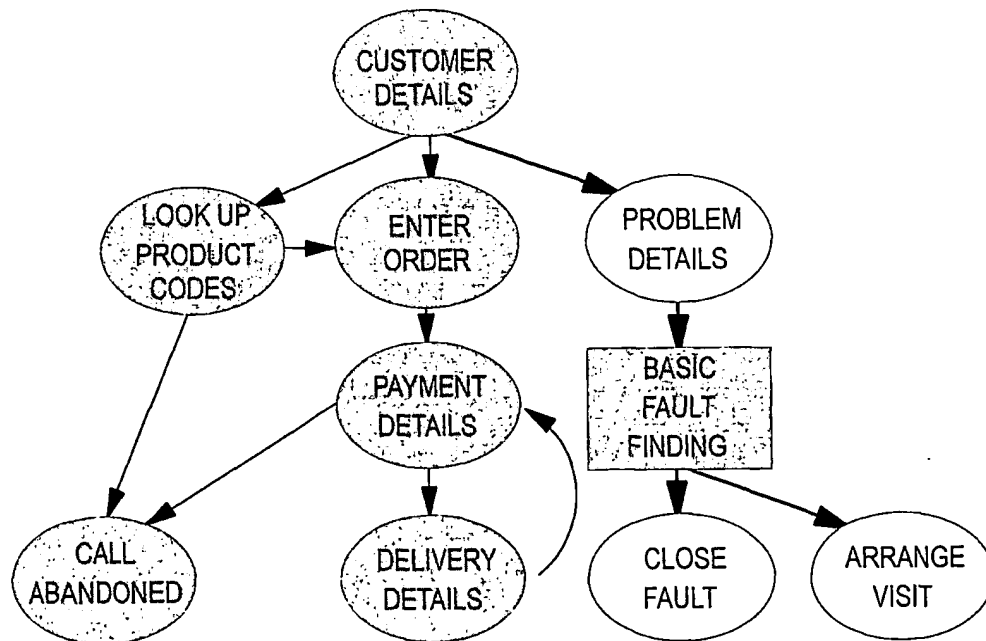 CUSTOMER
DETAILS
LOOK UP
PRODUCT
CODES
ENTER
ORDER
PROBLEM
DETAILS
PAYMENT
DETAILS
BASIC
FAULT
FINDING
CALL
ABANDONED
DELIVERY
DETAILS
CLOSE
FAULT
ARRANGE
VISIT